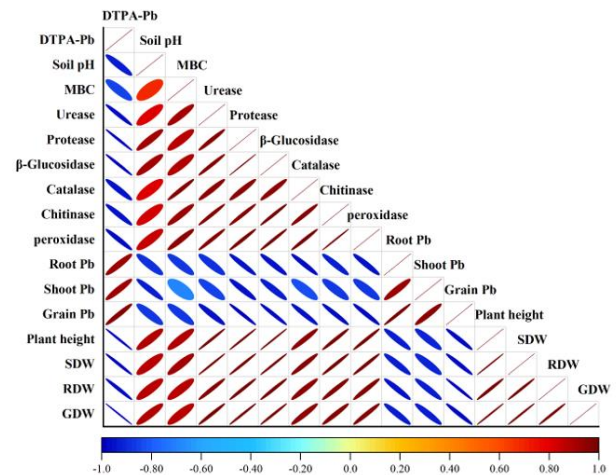 DTPA-Pb
DTPA-Pb Soil pH
Soil pH MBC
MBC Urease
Urease Protease
Protease β-Glucosidase
β-Glucosidase Catalase
Catalase Chitinase
Chitinase peroxidase
peroxidase Root Pb
Root Pb Shoot Pb
Shoot Pb Grain Pb
Grain Pb Plant height
Plant height SDW
SDW RDW
RDW GDW
GDW
-1.0 -0.80 -0.60 -0.40 -0.20 0.0 0.20 0.40 0.60 0.80 1.0